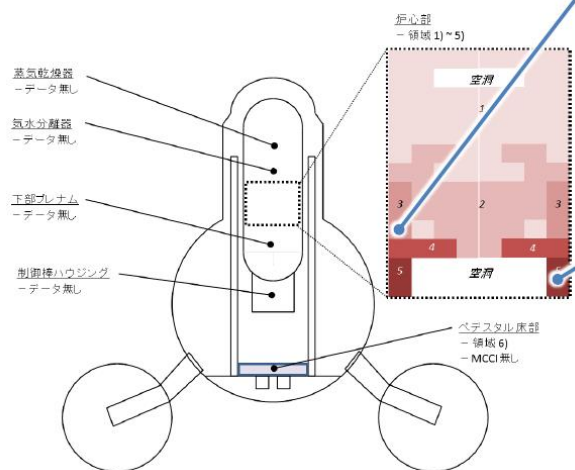 炉心部
– 領域 1) ~ 5)
空洞
1
3
2
3
4
4
5
空洞
蒸気乾燥器
–データ無し
気水分離器
–データ無し
下部プレナム
–データ無し
制御棒ハウジング
–データ無し
ペデスタル床部
– 領域 6)
– MCCI 無し